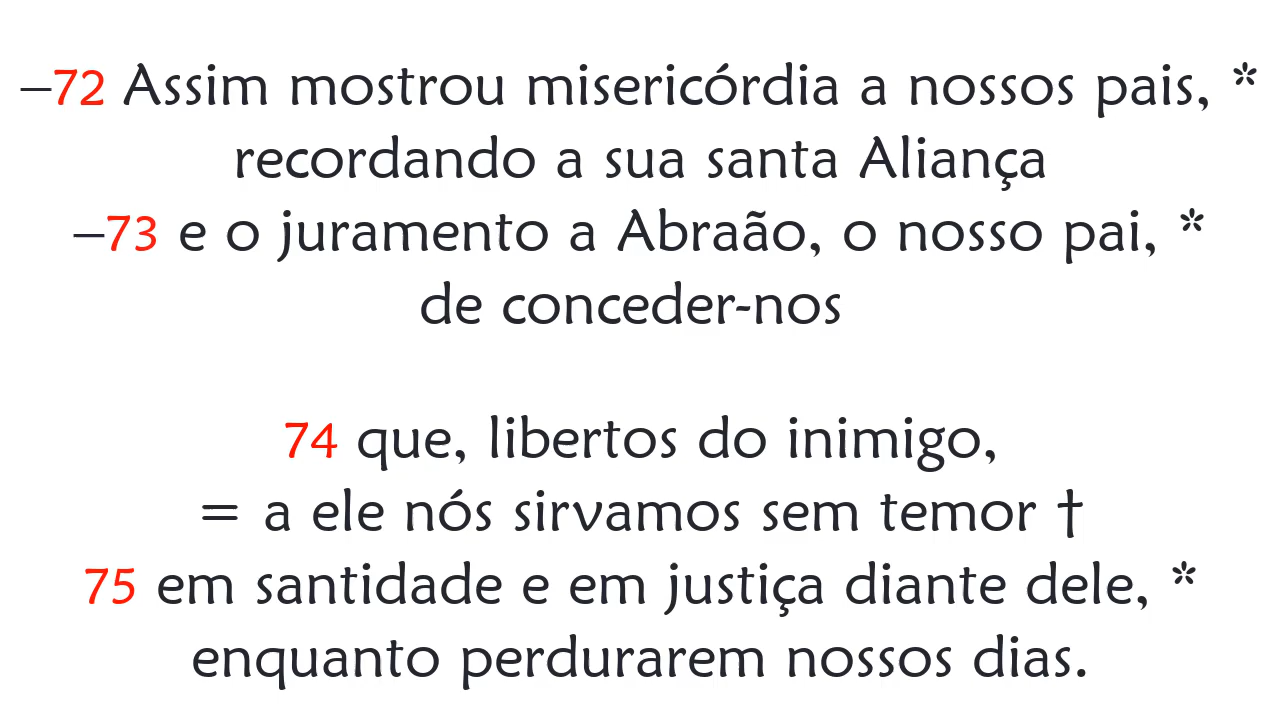 –72 Assim mostrou misericórdia a nossos pais, *
recordando a sua santa Aliança
–73 e o juramento a Abraão, o nosso pai, *
de conceder-nos
74 que, libertos do inimigo,
= a ele nós sirvamos sem temor †
75 em santidade e em justiça diante dele, *
enquanto perdurarem nossos dias.